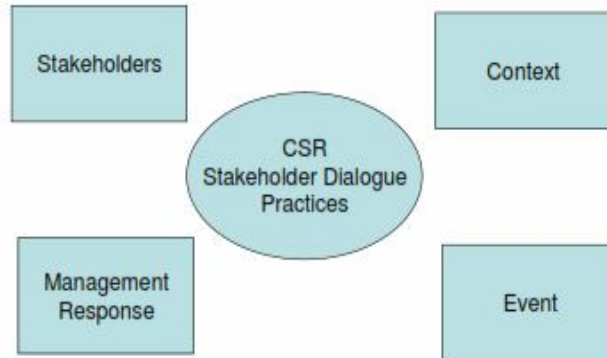 Stakeholders
Context
CSR
Stakeholder Dialogue
Practices
Management
Response
Event